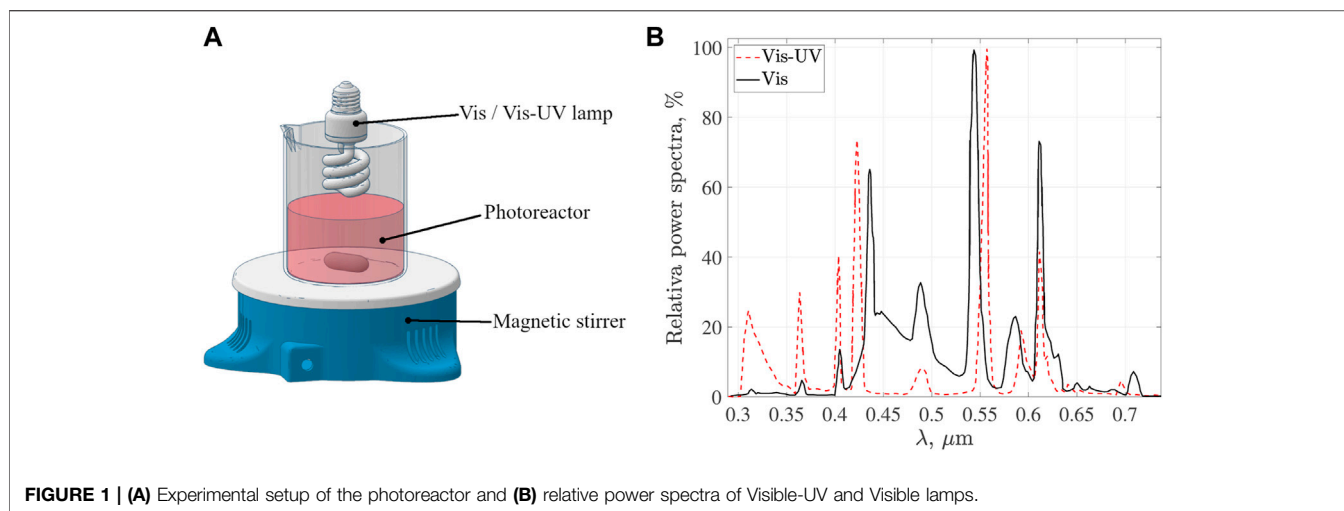 A
Vis / Vis-UV lamp
Photoreactor
Magnetic stirrer
B
Relativa power spectra, %
100
80
60
40
20
0
Vis-UV
Vis
0.3 0.35 0.4 0.45 0.5 0.55 0.6 0.65 0.7
λ, μm
FIGURE 1 | (A) Experimental setup of the photoreactor and (B) relative power spectra of Visible-UV and Visible lamps.